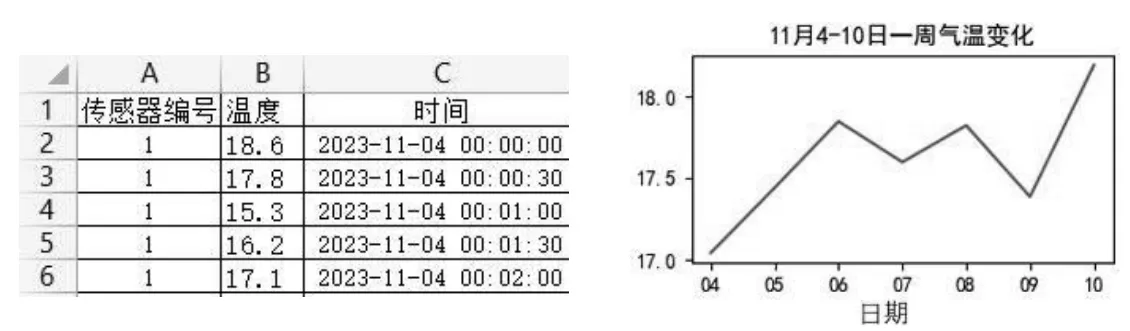 A B C
1 传感器编号 温度 时间
2 1 18.6 2023-11-04 00:00:00
3 1 17.8 2023-11-04 00:00:30
4 1 15.3 2023-11-04 00:01:00
5 1 16.2 2023-11-04 00:01:30
6 1 17.1 2023-11-04 00:02:00
11月4-10日一周气温变化
18.0
17.5
17.0
04 05 06 07 08 09 10
日期